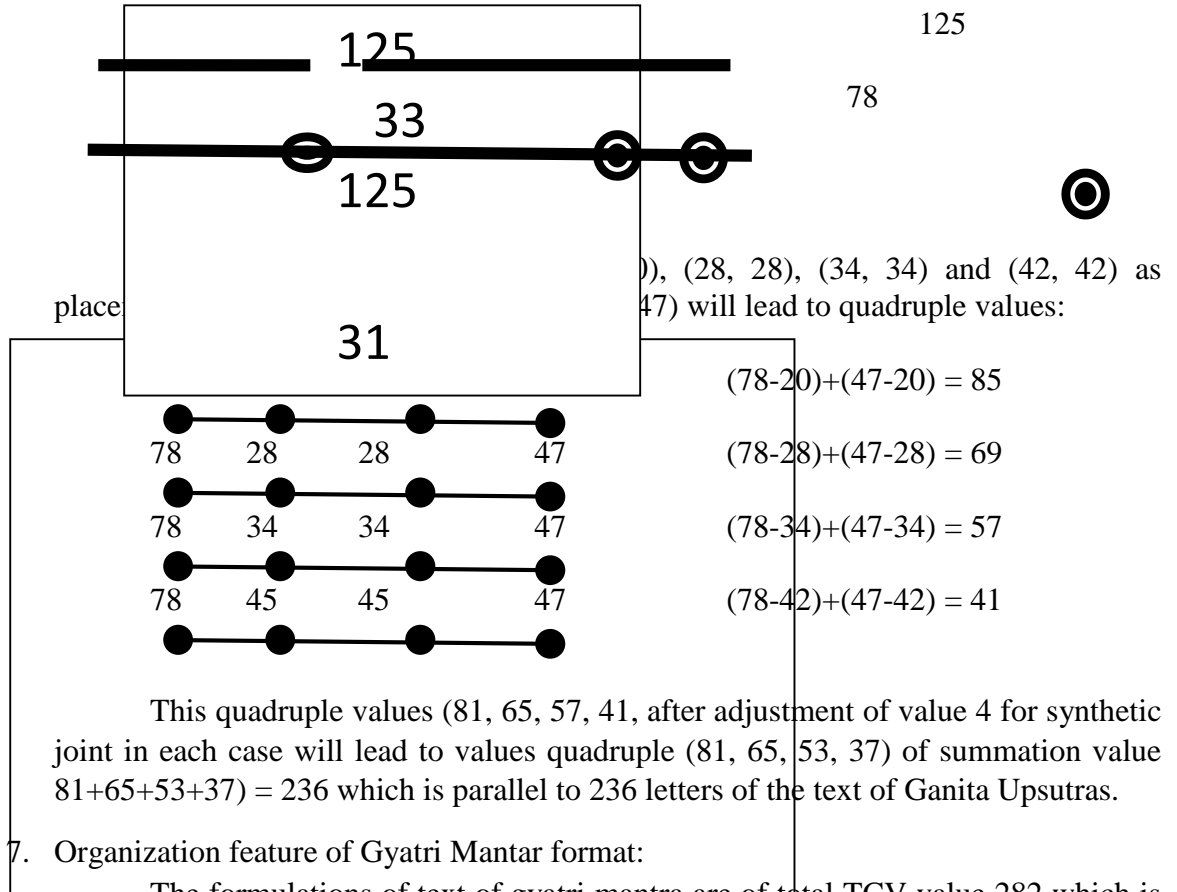 125
125
78
33
125
), (28, 28), (34, 34) and (42, 42) as
47) will lead to quadruple values:
31
(78-20)+(47-20) = 85
78 28 28 47 (78-28)+(47-28) = 69
78 34 34 47 (78-34)+(47-34) = 57
78 45 45 47 (78-42)+(47-42) = 41
This quadruple values (81, 65, 57, 41, after adjustment of value 4 for synthetic
joint in each case will lead to values quadruple (81, 65, 53, 37) of summation value
81+65+53+37) = 236 which is parallel to 236 letters of the text of Ganita Upsutras.
7. Organization feature of Gyatri Mantar format:
The formulations of text of gyatri mantra are of total TCV value 282 which is